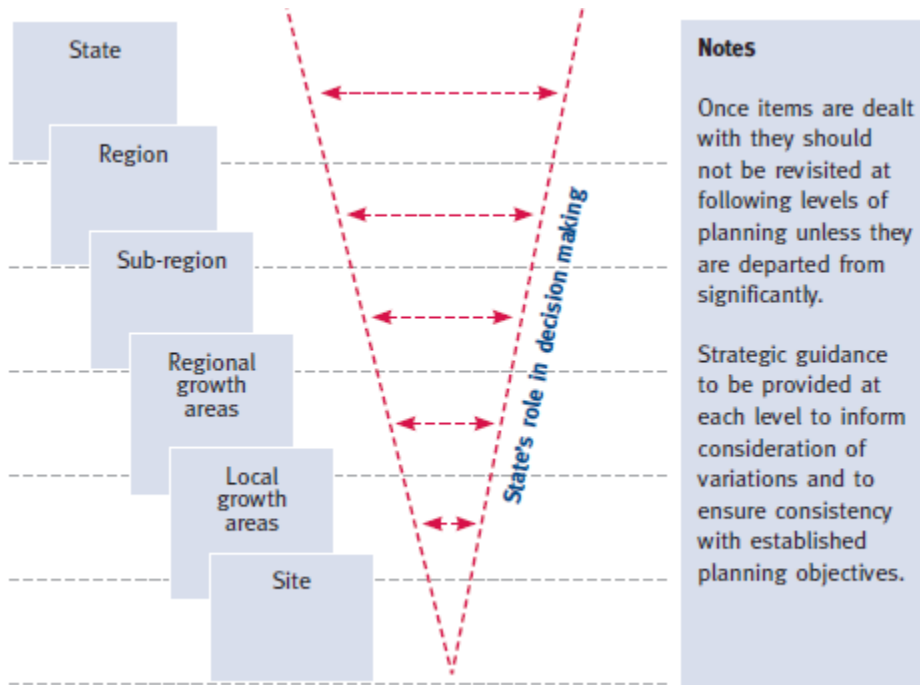 State
Region
Sub-region
Regional
growth
areas
Local
growth
areas
Site
State's role in decision making
Notes
Once items are dealt
with they should
not be revisited at
following levels of
planning unless they
are departed from
significantly.
Strategic guidance
to be provided at
each level to inform
consideration of
variations and to
ensure consistency
with established
planning objectives.